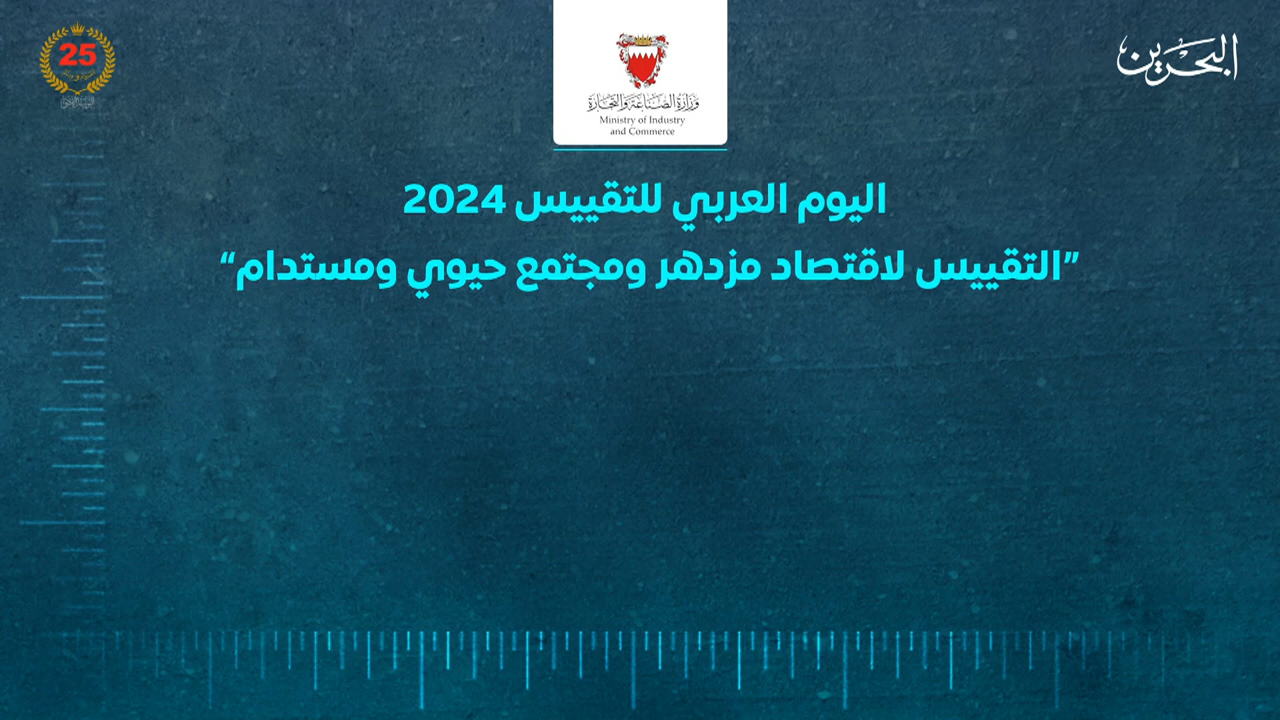 25
البحرين
وزارة الصناعة والتجارة
Ministry of Industry
and Commerce
اليوم العربي للتقييس 2024
”التقييس لاقتصاد مزدهر ومجتمع حيوي ومستدام“